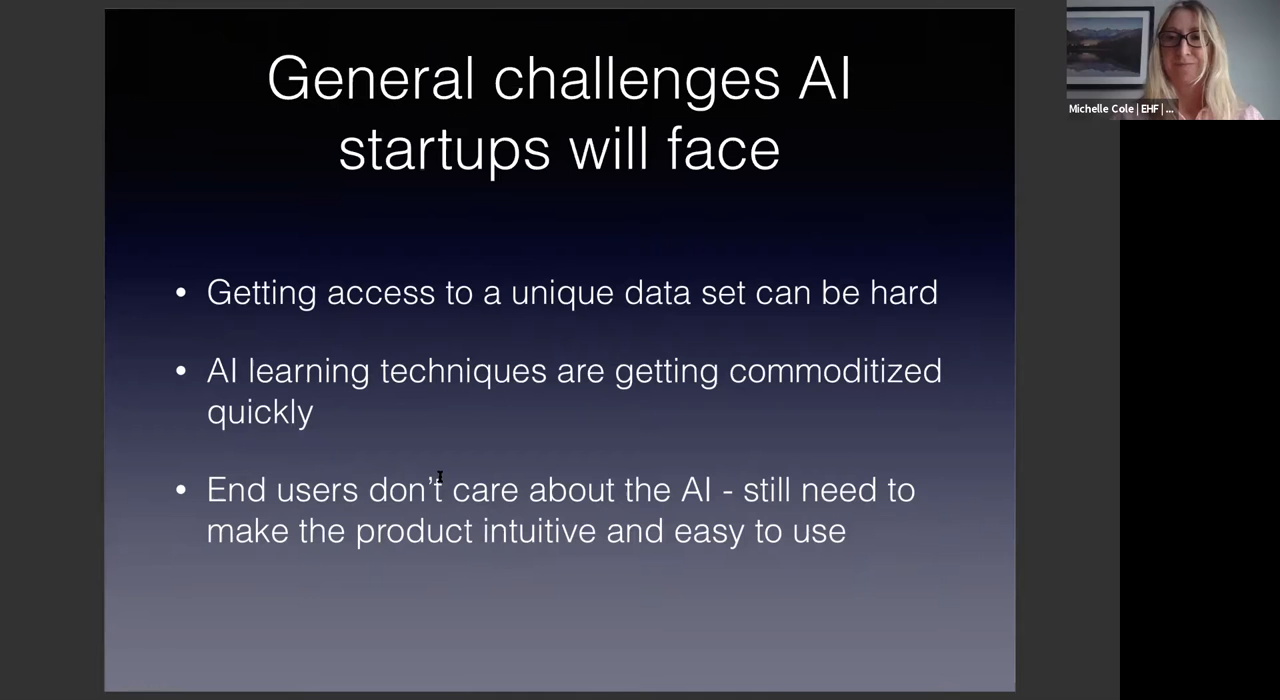 General challenges AI
startups will face
• Getting access to a unique data set can be hard
• AI learning techniques are getting commoditized
quickly
• End users don’t care about the AI - still need to
make the product intuitive and easy to use
Michelle Cole | EHF | ...